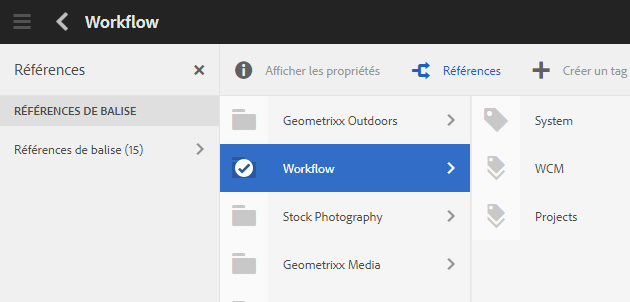 Workflow
Références
Afficher les propriétés
Références
Créer un tag
RÉFÉRENCES DE BALISE
Références de balise (15)
Geometrixx Outdoors
Workflow
Stock Photography
Geometrixx Media
System
WCM
Projects